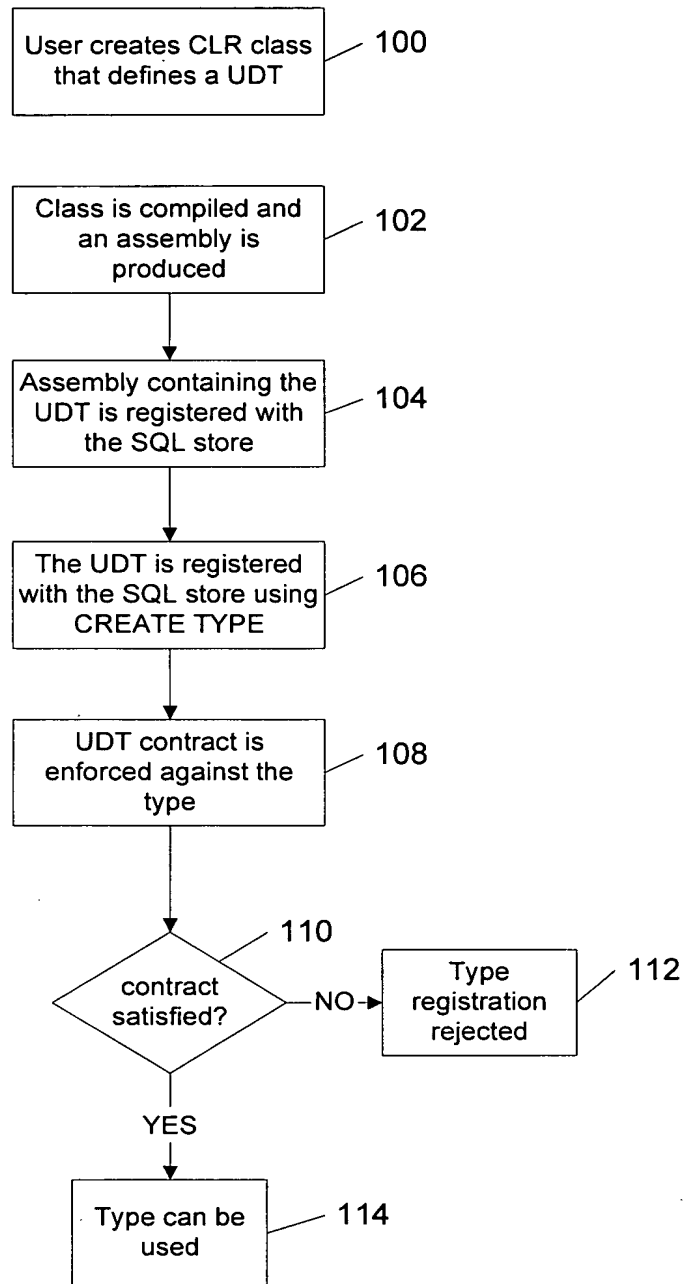 User creates CLR class
that defines a UDT
100
Class is compiled and
an assembly is
produced
102
Assembly containing the
UDT is registered with
the SQL store
104
The UDT is registered
with the SQL store using
CREATE TYPE
106
UDT contract is
enforced against the
type
108
110
contract
satisfied?
NO
Type
registration
rejected
112
YES
Type can be
used
114